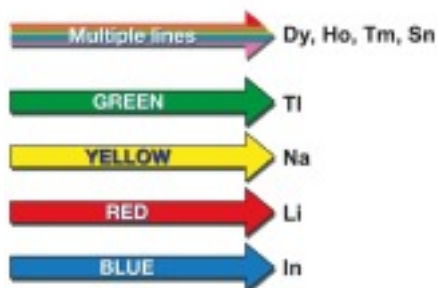 Multiple lines Dy, Ho, Tm, Sn
GREEN Tl
YELLOW Na
RED Li
BLUE In